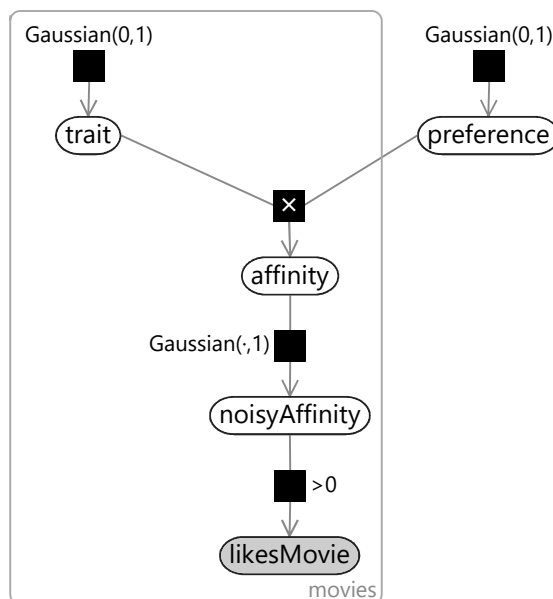 Gaussian(0,1) Gaussian(0,1)
trait preference
×
affinity
Gaussian(·,1)
noisyAffinity
>0
likesMovie
movies